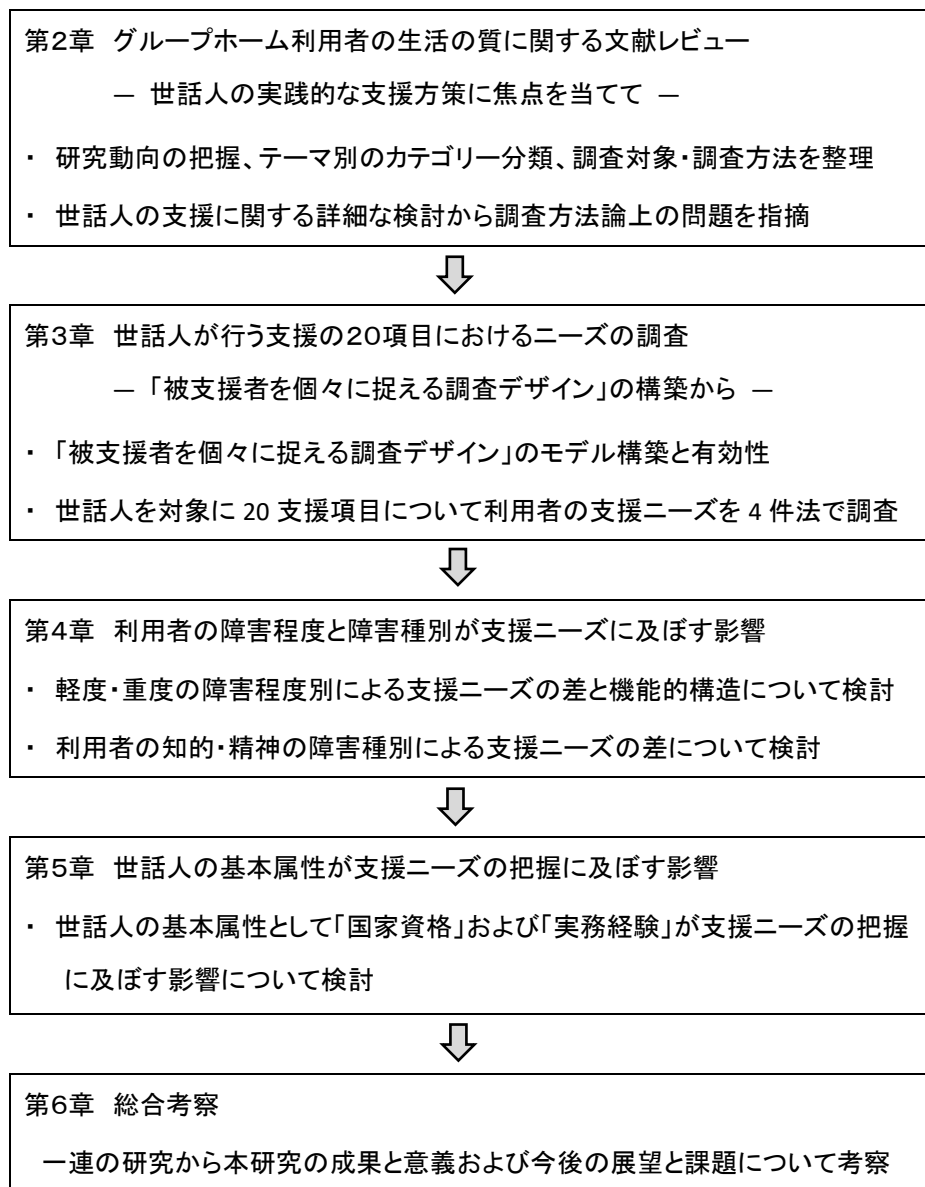 第2章 グループホーム利用者の生活の質に関する文献レビュー
― 世話人の実践的な支援方策に焦点を当てて ―
・ 研究動向の把握、テーマ別のカテゴリー分類、調査対象・調査方法を整理
・ 世話人の支援に関する詳細な検討から調査方法論上の問題を指摘
第3章 世話人が行う支援の20項目におけるニーズの調査
― 「被支援者を個々に捉える調査デザイン」の構築から ―
・ 「被支援者を個々に捉える調査デザイン」のモデル構築と有効性
・ 世話人を対象に 20 支援項目について利用者の支援ニーズを 4 件法で調査
第4章 利用者の障害程度と障害種別が支援ニーズに及ぼす影響
・ 軽度・重度の障害程度別による支援ニーズの差と機能的構造について検討
・ 利用者の知的・精神の障害種別による支援ニーズの差について検討
第5章 世話人の基本属性が支援ニーズの把握に及ぼす影響
・ 世話人の基本属性として「国家資格」および「実務経験」が支援ニーズの把握
に及ぼす影響について検討
第6章 総合考察
一連の研究から本研究の成果と意義および今後の展望と課題について考察